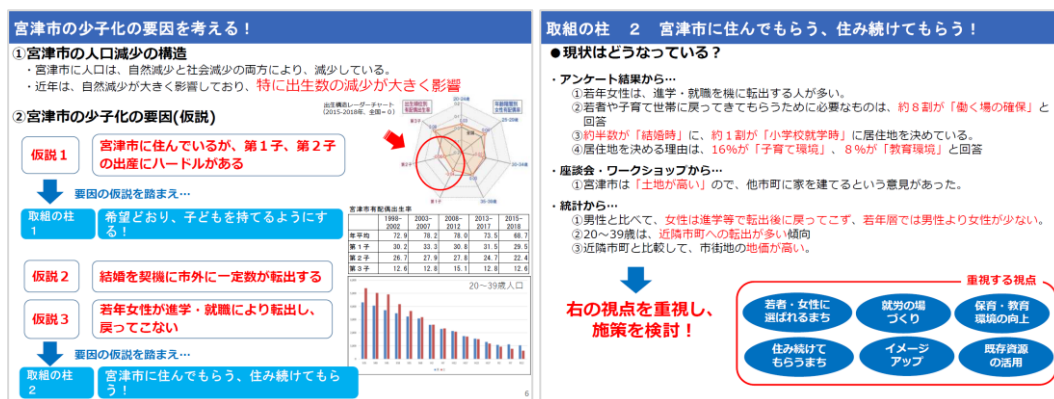 宮津市の少子化の要因を考える！
①宮津市の人口減少の構造
・宮津市に人口は、自然減少と社会減少の両方により、減少している。
・近年は、自然減少が大きく影響しており、特に出生数の減少が大きく影響
②宮津市の少子化の要因(仮説)
出生構造レーダーチャート
(2015-2018年、全国=0)
仮説１
宮津市に住んでいるが、第１子、第２子
の出産にハードルがある
要因の仮説を踏まえ…
取組の柱
１
希望どおり、子どもを持てるようにす
る！
仮説２
結婚を契機に市外に一定数が転出する
仮説３
若年女性が進学・就職により転出し、
戻ってこない
要因の仮説を踏まえ…
取組の柱
２
宮津市に住んでもらう、住み続けてもら
う！
宮津市有配偶出生率
1998-2002 2003-2007 2008-2012 2013-2017 2015-2018
年平均 72.9 78.2 78.0 73.5 68.7
第１子 30.2 33.3 30.8 31.5 29.5
第２子 26.7 27.9 27.8 24.7 22.4
第３子 12.6 12.8 15.1 12.8 12.6
20～39歳人口
6
取組の柱　２　宮津市に住んでもらう、住み続けてもらう！
●現状はどうなっている？
・アンケート結果から…
①若年女性は、進学・就職を機に転出する人が多い。
②若者や子育て世帯に戻ってきてもらうために必要なものは、約８割が「働く場の確保」と
回答
③約半数が「結婚時」に、約１割が「小学校就学時」に居住地を決めている。
④居住地を決める理由は、16%が「子育て環境」、８%が「教育環境」と回答
・座談会・ワークショップから…
①宮津市は「土地が高い」ので、他市町に家を建てるという意見があった。
・統計から…
①男性と比べて、女性は進学等で転出後に戻ってこず、若年層では男性より女性が少ない。
②20～39歳は、近隣市町への転出が多い傾向
③近隣市町と比較して、市街地の地価が高い。
右の視点を重視し、
施策を検討！
重視する視点
若者・女性に
選ばれるまち
就労の場
づくり
保育・教育
環境の向上
住み続けて
もらうまち
イメージ
アップ
既存資源
の活用